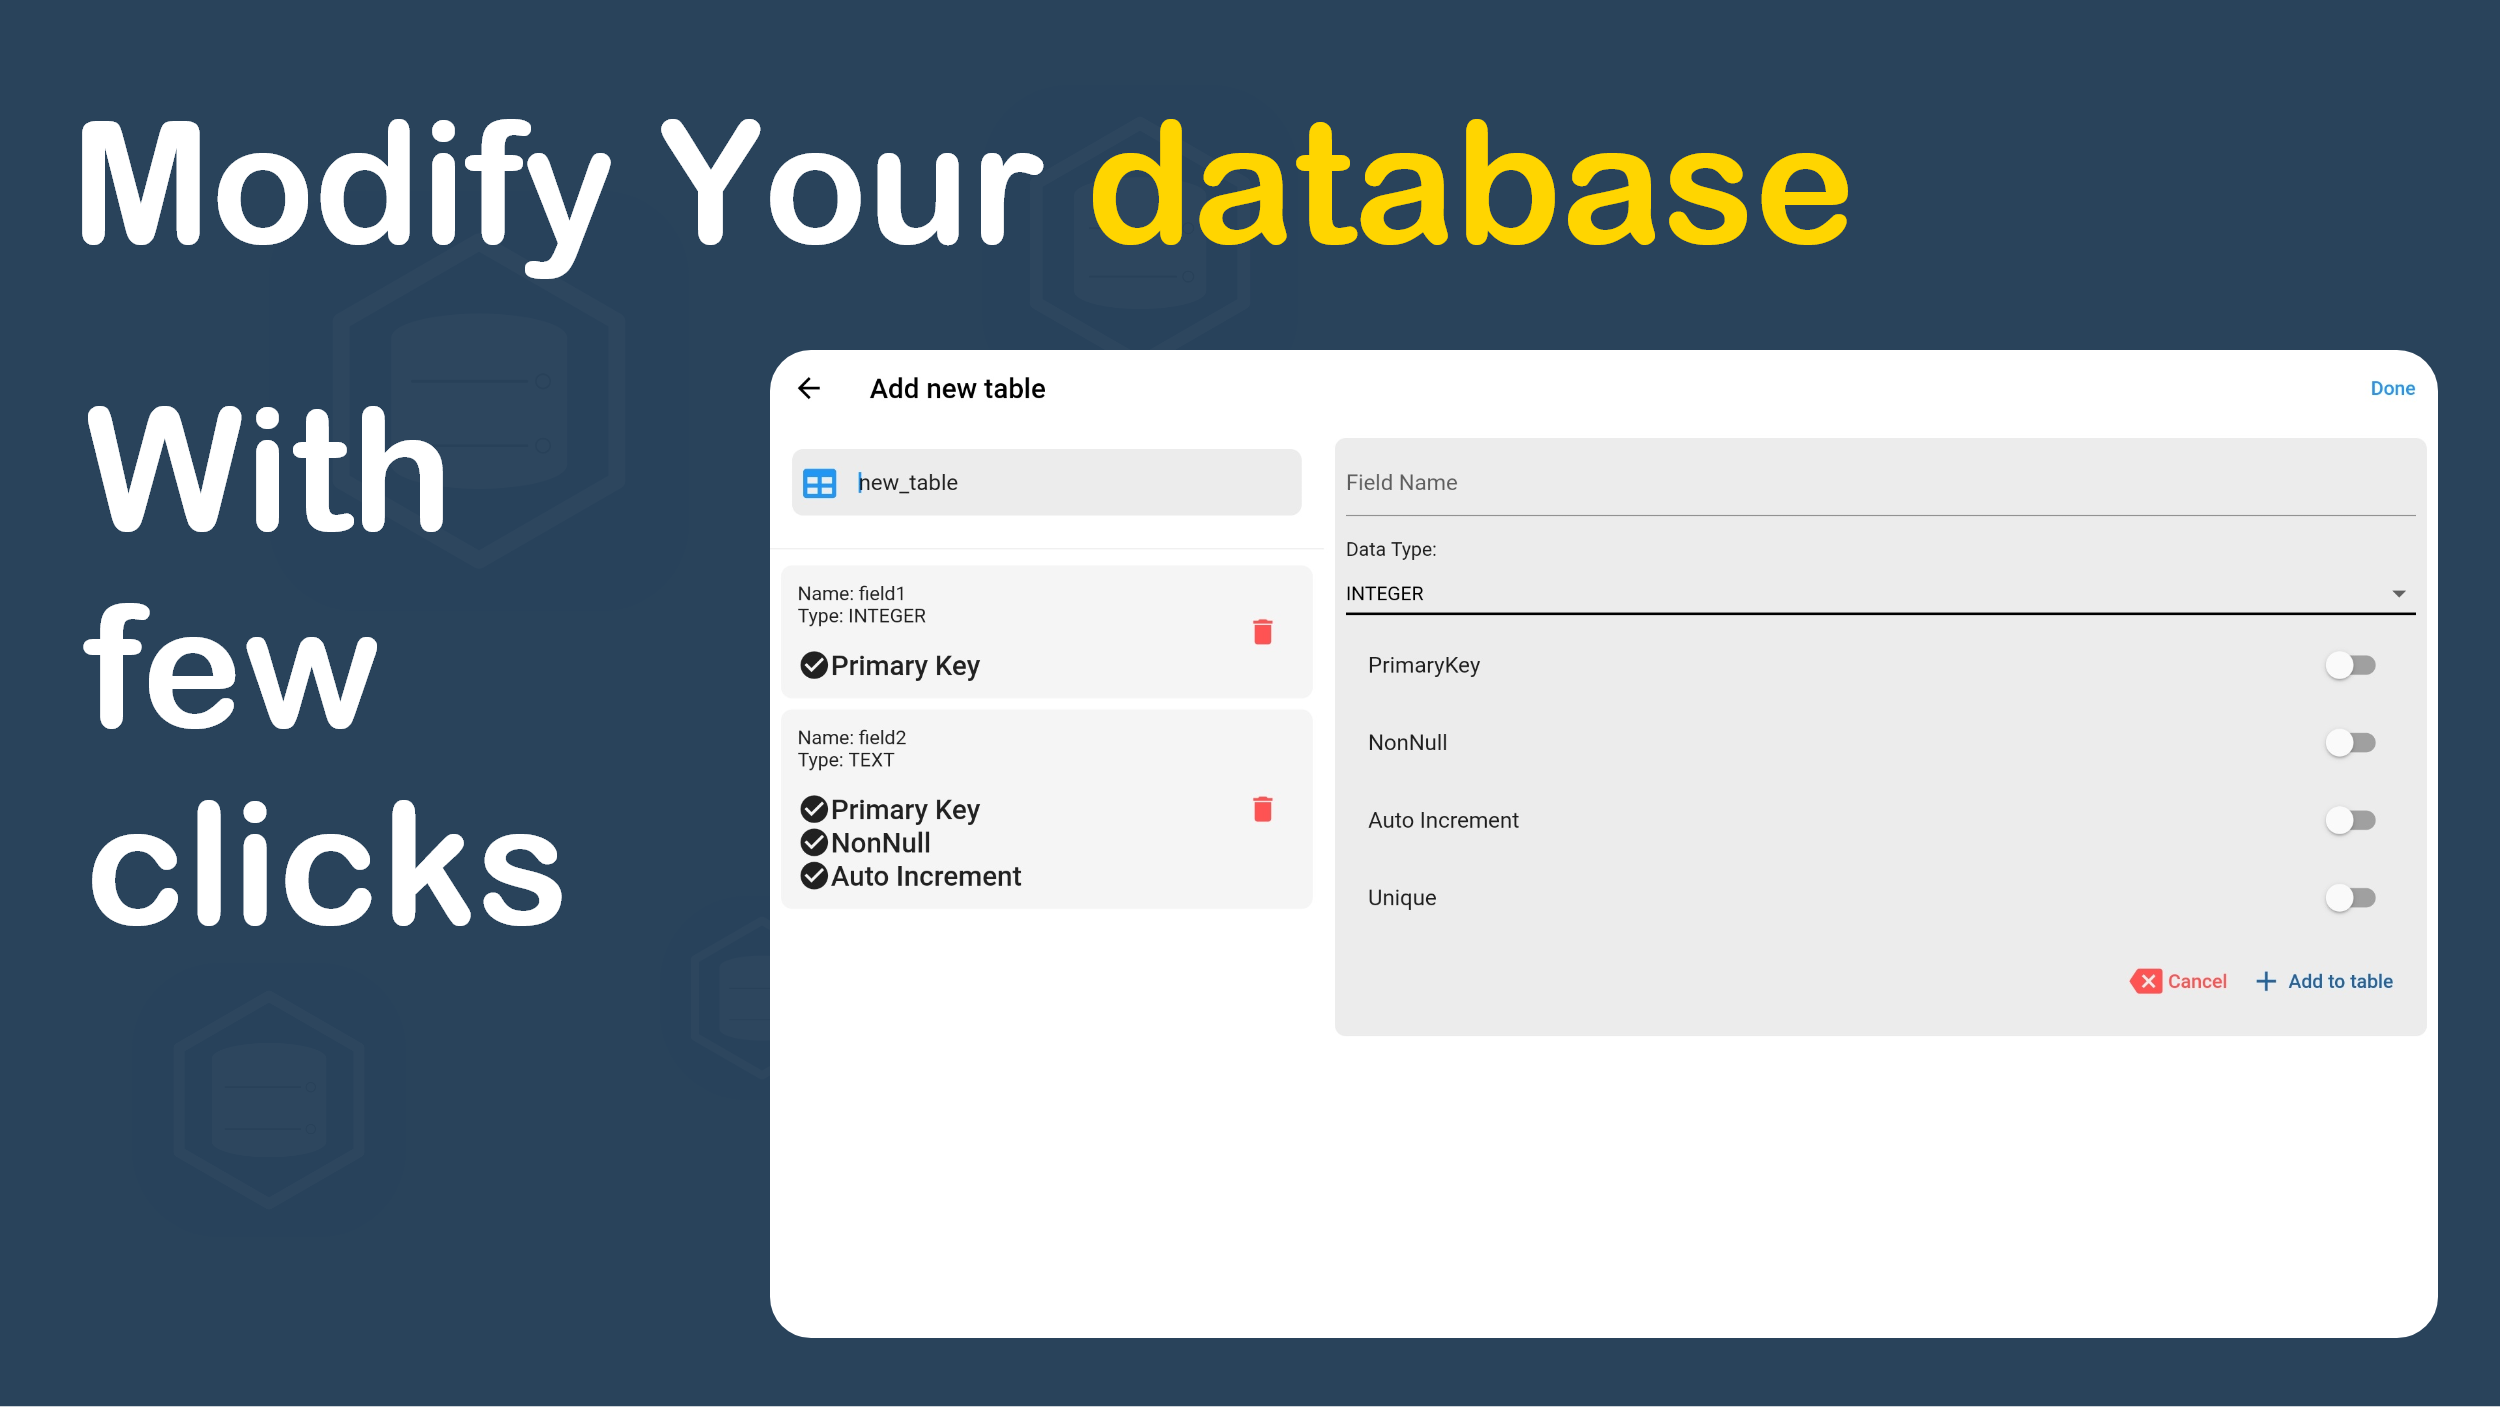 Modify Your database
With
few
clicks
Add new table
Done
new_table
Name: field1
Type: INTEGER
Primary Key
Name: field2
Type: TEXT
Primary Key
NonNull
Auto Increment
Field Name
Data Type:
INTEGER
PrimaryKey
NonNull
Auto Increment
Unique
Cancel
Add to table